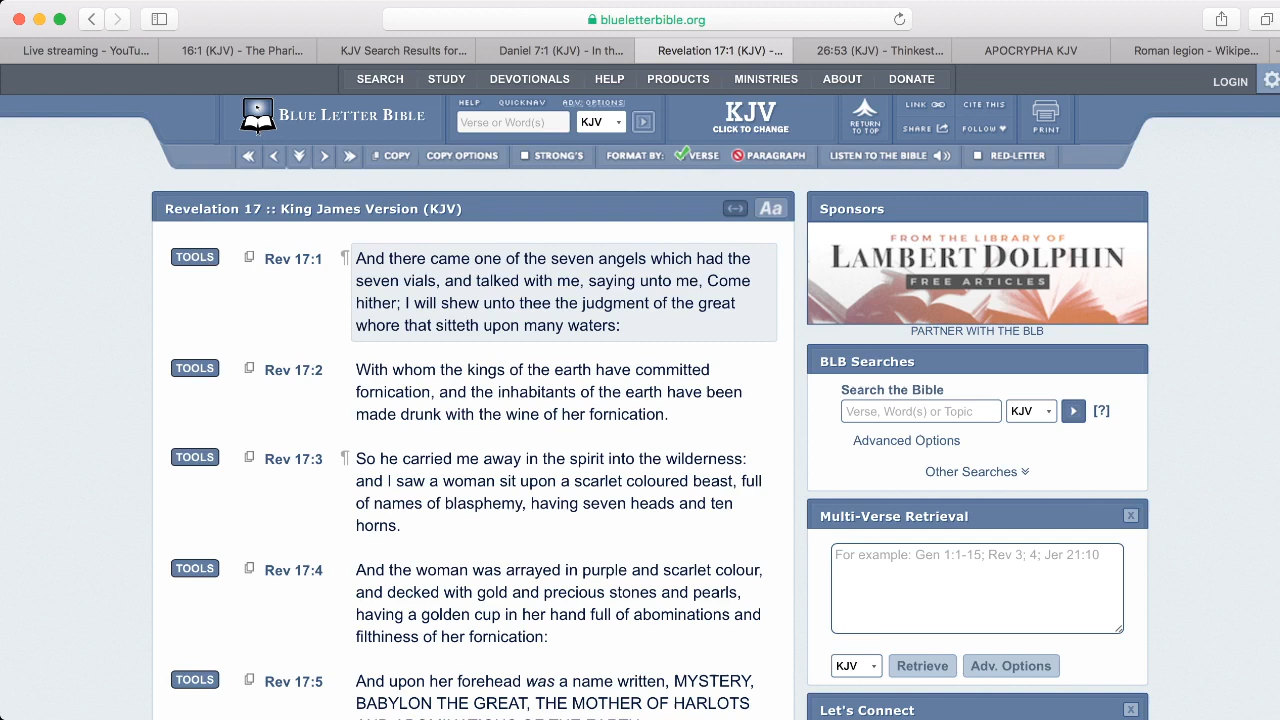 blueletterbible.org
Live streaming - YouTu...
16:1 (KJV) - The Phari...
KJV Search Results for...
Daniel 7:1 (KJV) - In th...
Revelation 17:1 (KJV) -...
26:53 (KJV) - Thinkest...
APOCRYPHA KJV
Roman legion - Wikipe...
SEARCH STUDY DEVOTIONALS HELP PRODUCTS MINISTRIES ABOUT DONATE
LOGIN
BLUE LETTER BIBLE
HELP QUICKNAV ADV. OPTIONS
Verse or Word(s) KJV
KJV
CLICK TO CHANGE
RETURN
TO TOP
LINK CITE THIS
SHARE FOLLOW
PRINT
COPY COPY OPTIONS STRONG'S FORMAT BY: VERSE PARAGRAPH LISTEN TO THE BIBLE RED-LETTER
Revelation 17 :: King James Version (KJV)
Aa
TOOLS Rev 17:1 ¶ And there came one of the seven angels which had the
seven vials, and talked with me, saying unto me, Come
hither; I will shew unto thee the judgment of the great
whore that sitteth upon many waters:
TOOLS Rev 17:2 With whom the kings of the earth have committed
fornication, and the inhabitants of the earth have been
made drunk with the wine of her fornication.
TOOLS Rev 17:3 ¶ So he carried me away in the spirit into the wilderness:
and I saw a woman sit upon a scarlet coloured beast, full
of names of blasphemy, having seven heads and ten
horns.
TOOLS Rev 17:4 And the woman was arrayed in purple and scarlet colour,
and decked with gold and precious stones and pearls,
having a golden cup in her hand full of abominations and
filthiness of her fornication:
TOOLS Rev 17:5 And upon her forehead was a name written, MYSTERY,
BABYLON THE GREAT, THE MOTHER OF HARLOTS
Sponsors
FROM THE LIBRARY OF
LAMBERT DOLPHIN
FREE ARTICLES
PARTNER WITH THE BLB
BLB Searches
Search the Bible
Verse, Word(s) or Topic KJV [?]
Advanced Options
Other Searches
Multi-Verse Retrieval X
For example: Gen 1:1-15; Rev 3; 4; Jer 21:10
KJV Retrieve Adv. Options
Let's Connect X